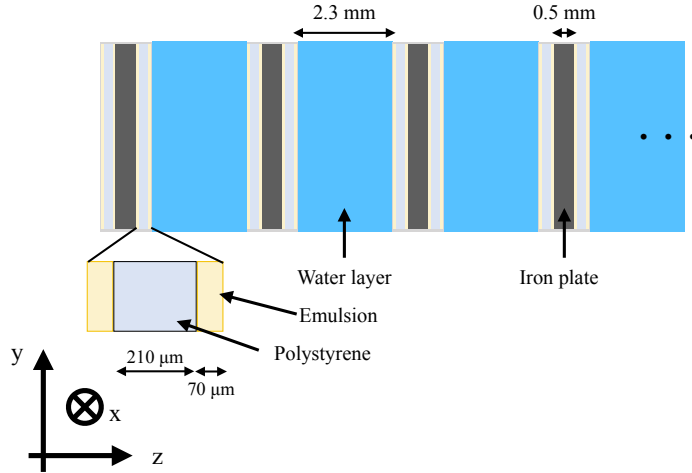 2.3 mm
0.5 mm
Water layer
Iron plate
Emulsion
Polystyrene
210 μm
70 μm
y
x
z